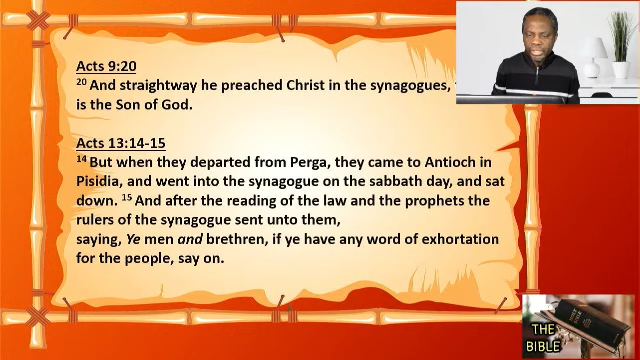 Acts 9:20
20 And straightway he preached Christ in the synagogues,
is the Son of God.
Acts 13:14-15
14 But when they departed from Perga, they came to Antioch in
Pisidia, and went into the synagogue on the sabbath day, and sat
down. 15 And after the reading of the law and the prophets the
rulers of the synagogue sent unto them,
saying, Ye men and brethren, if ye have any word of exhortation
for the people, say on.
THE
BIBLE